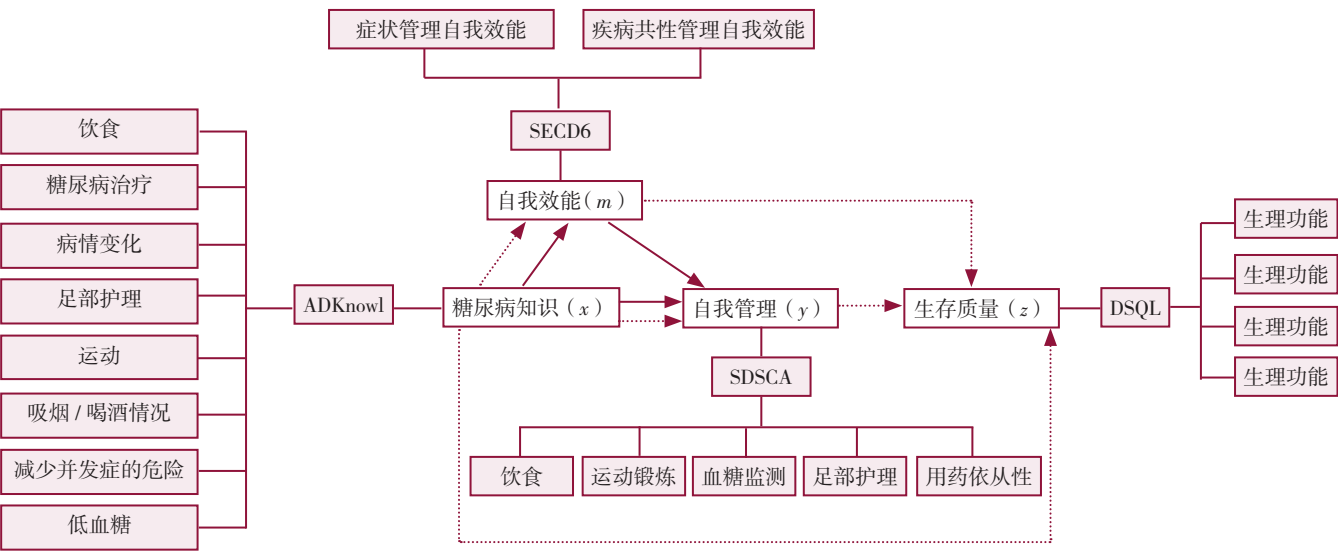 症状管理自我效能
疾病共性管理自我效能
SECD6
自我效能（m）
饮食
糖尿病治疗
病情变化
足部护理
运动
吸烟/喝酒情况
减少并发症的危险
低血糖
ADKnowl
糖尿病知识（x）
自我管理（y）
生存质量（z）
DSQL
生理功能
生理功能
生理功能
生理功能
SDSCA
饮食
运动锻炼
血糖监测
足部护理
用药依从性